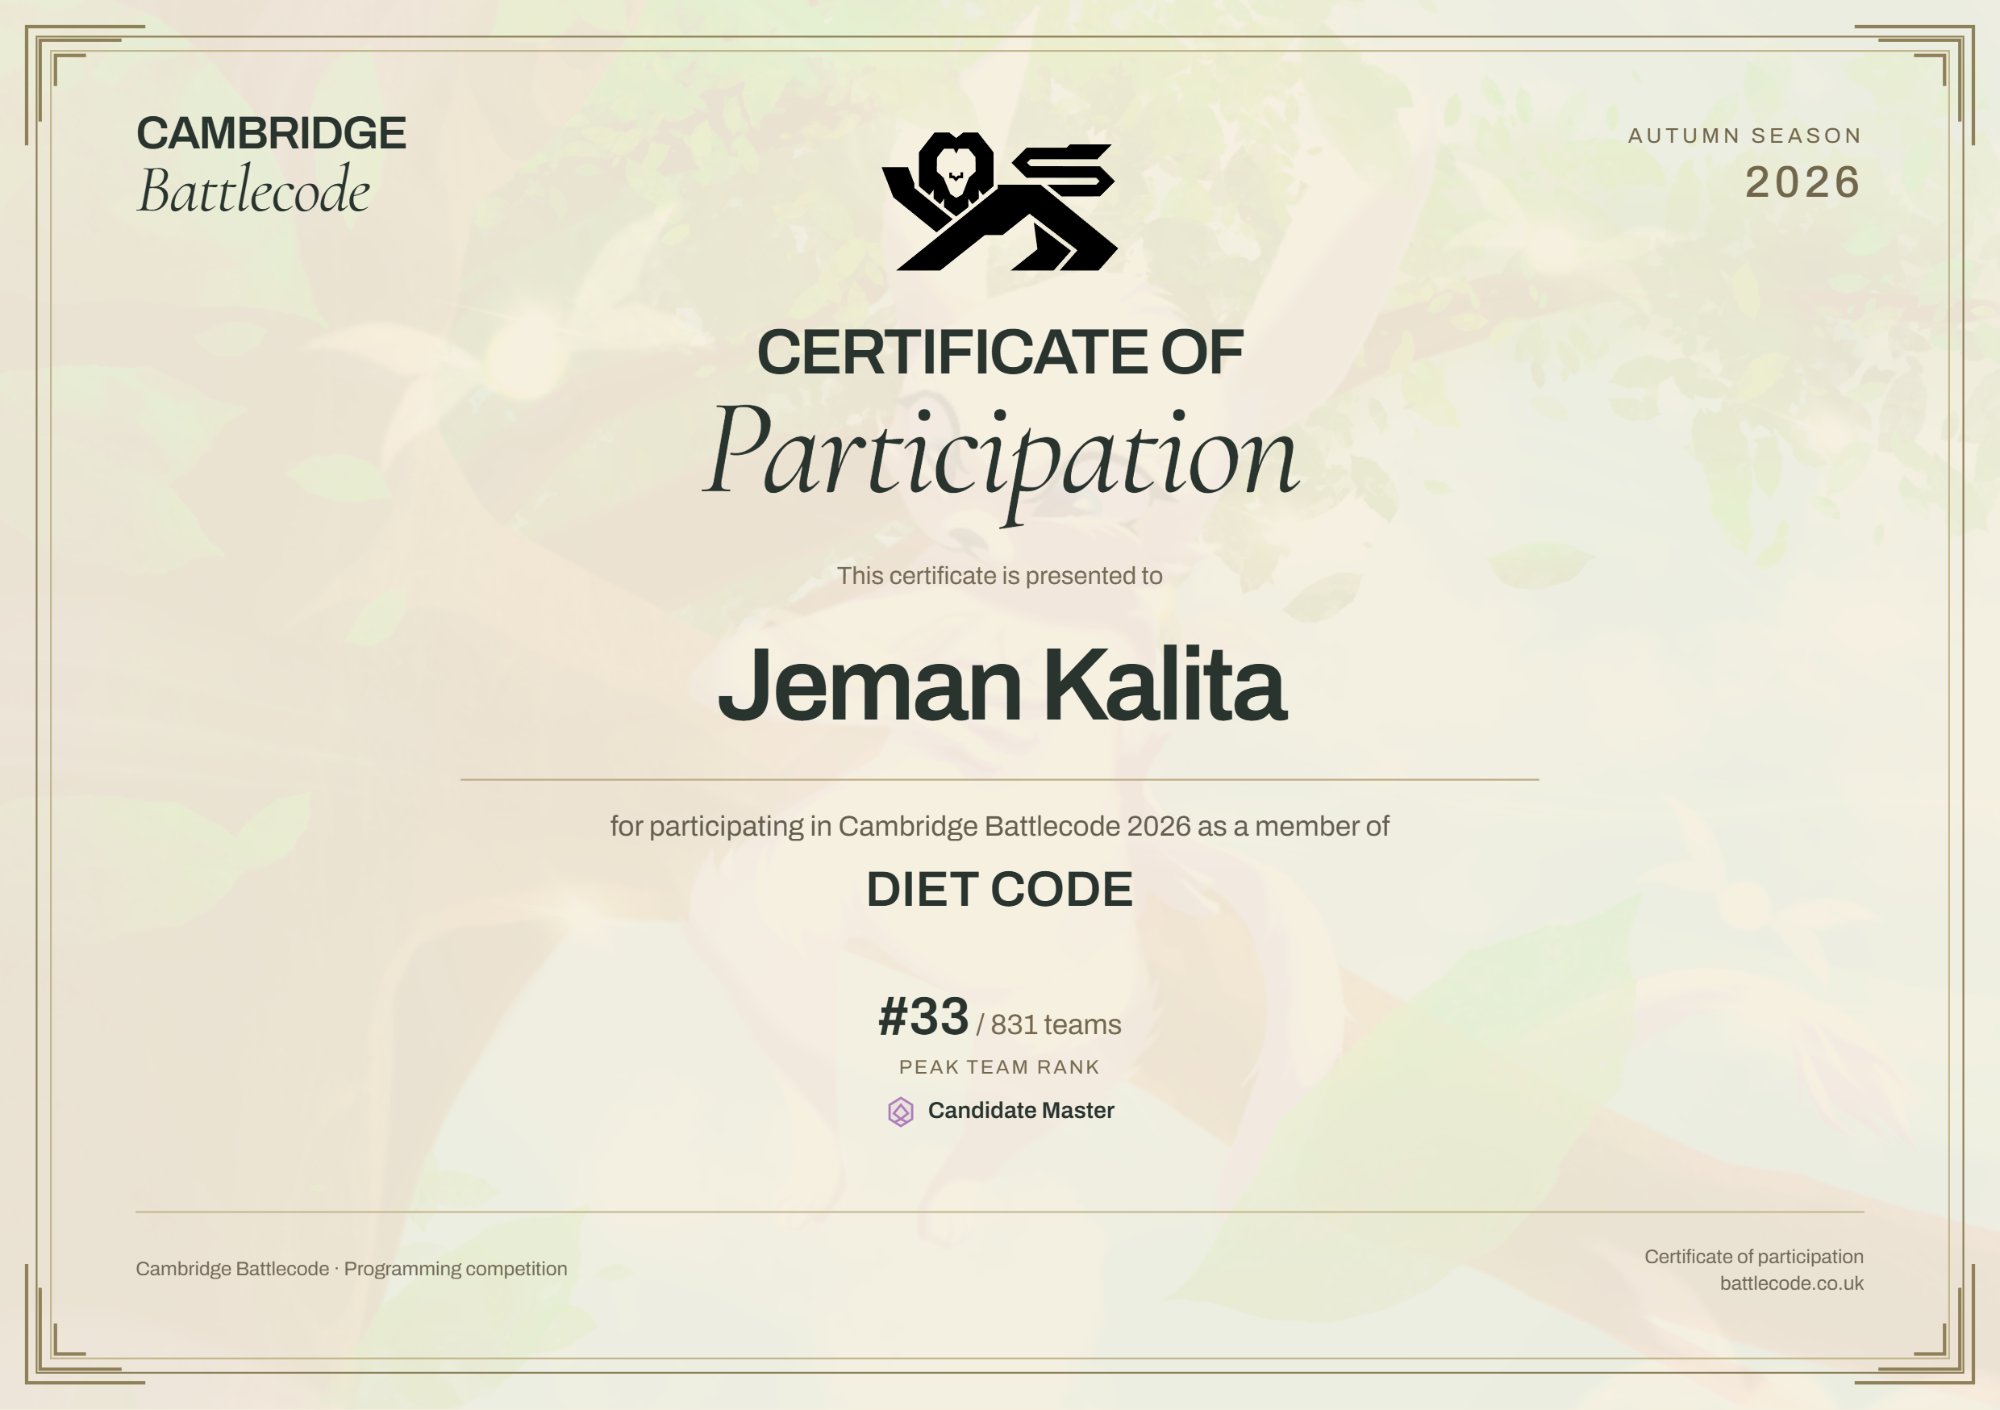 CAMBRIDGE
Battlecode
AUTUMN SEASON
2026
CERTIFICATE OF
Participation
This certificate is presented to
Jeman Kalita
for participating in Cambridge Battlecode 2026 as a member of
DIET CODE
#33 / 831 teams
PEAK TEAM RANK
Candidate Master
Cambridge Battlecode · Programming competition
Certificate of participation
battlecode.co.uk